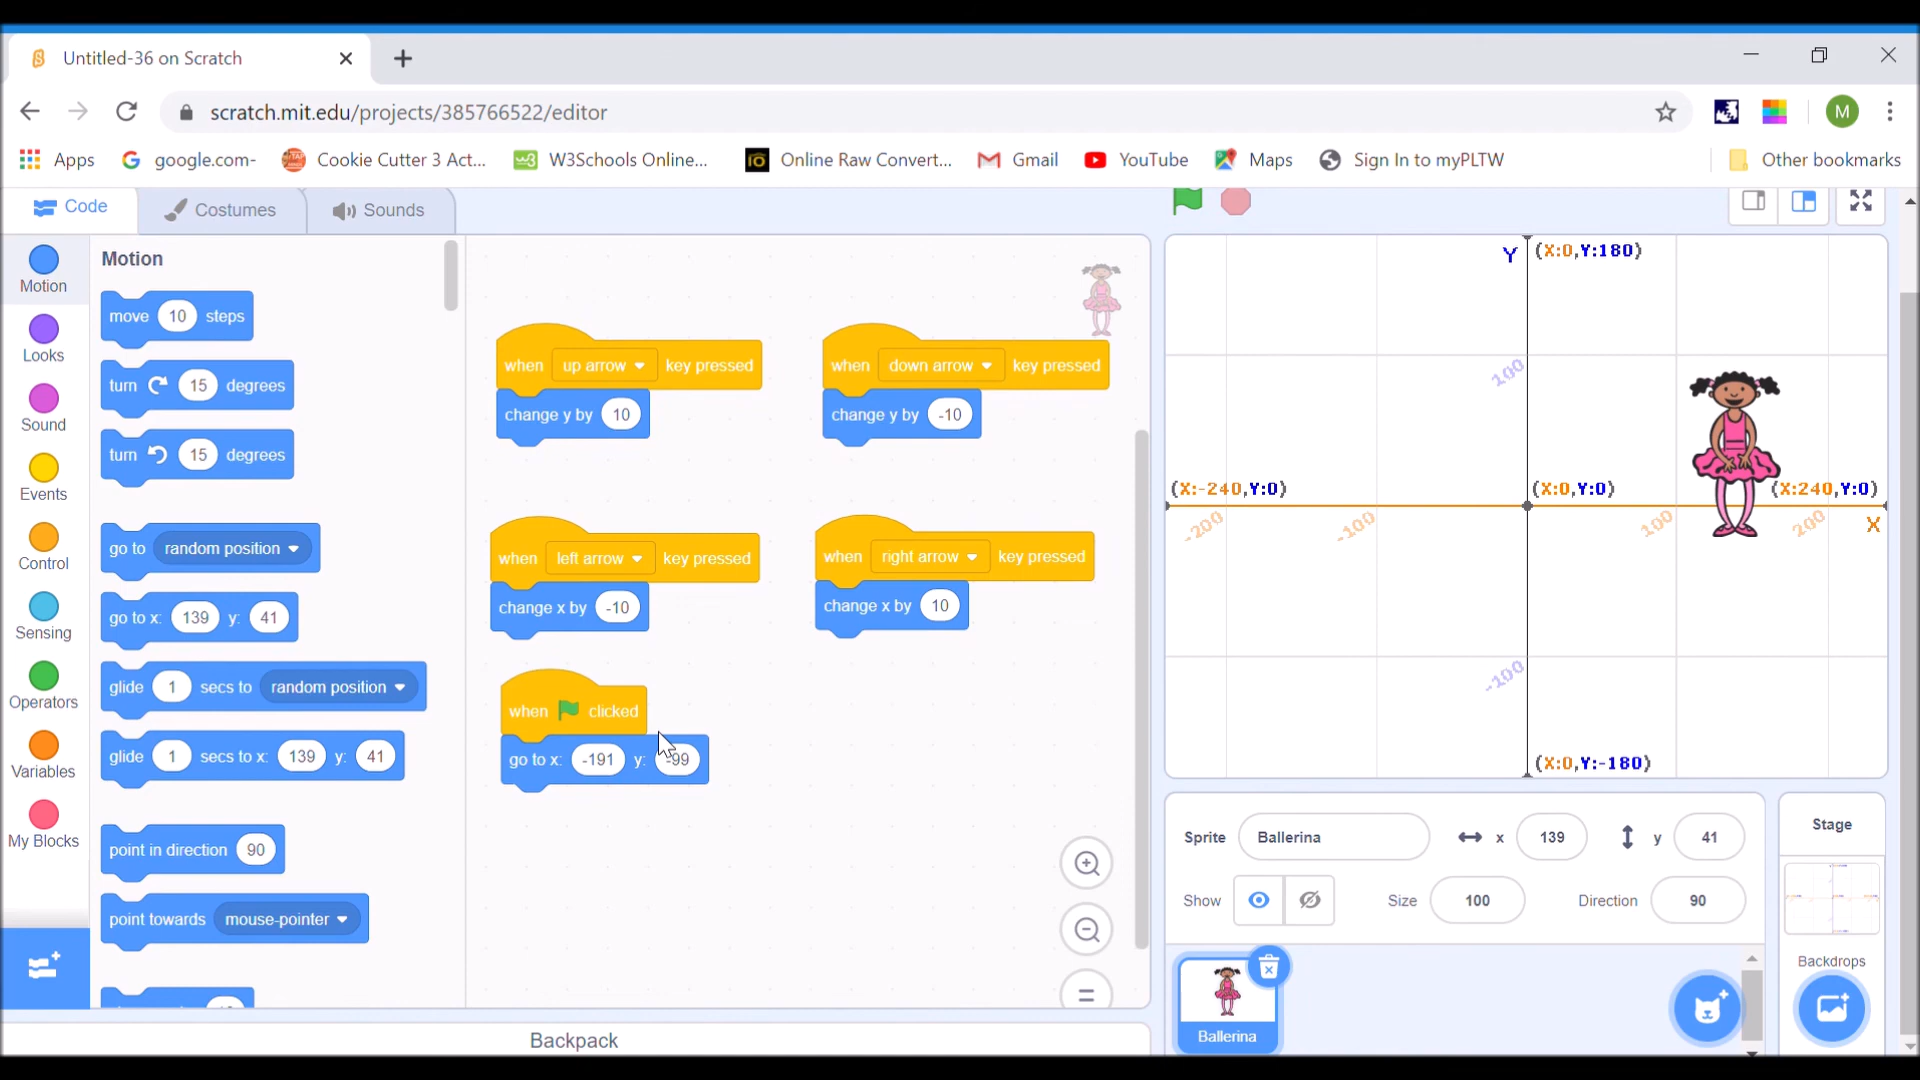 Untitled-36 on Scratch
scratch.mit.edu/projects/385766522/editor
M
Apps
google.com-
Cookie Cutter 3 Act...
W3Schools Online...
Online Raw Convert...
Gmail
YouTube
Maps
Sign In to myPLTW
Other bookmarks
Code
Costumes
Sounds
Motion
Looks
Sound
Events
Control
Sensing
Operators
Variables
My Blocks
Motion
move 10 steps
turn 15 degrees
turn 15 degrees
go to random position
go to x: 139 y: 41
glide 1 secs to random position
glide 1 secs to x: 139 y: 41
point in direction 90
point towards mouse-pointer
when up arrow key pressed
change y by 10
when down arrow key pressed
change y by -10
when left arrow key pressed
change x by -10
when right arrow key pressed
change x by 10
when clicked
go to x: -191 y: -99
Backpack
Y
(X:0,Y:180)
100
(X:-240,Y:0)
(X:0,Y:0)
(X:240,Y:0)
-200
-100
100
200
X
-100
(X:0,Y:-180)
Sprite Ballerina x 139 y 41
Show Size 100 Direction 90
Ballerina
Stage
Backdrops